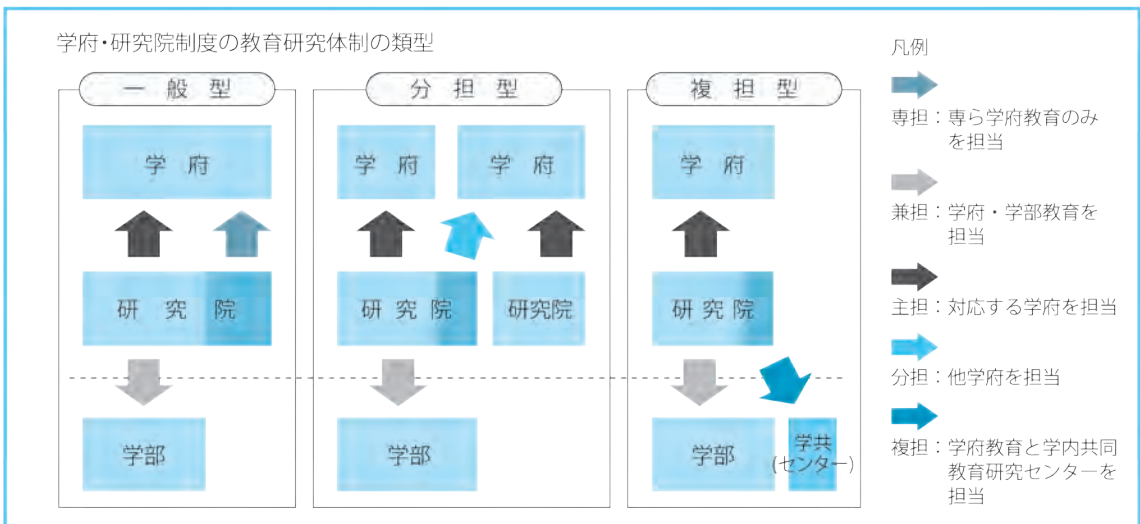 学府・研究院制度の教育研究体制の類型
一般型
学府
研究院
学部
分担型
学府
学府
研究院
研究院
学部
複担型
学府
研究院
学部
学共
(センター)
凡例
専担：専ら学府教育のみ
を担当
兼担：学府・学部教育を
担当
主担：対応する学府を担当
分担：他学府を担当
複担：学府教育と学内共同
教育研究センターを
担当